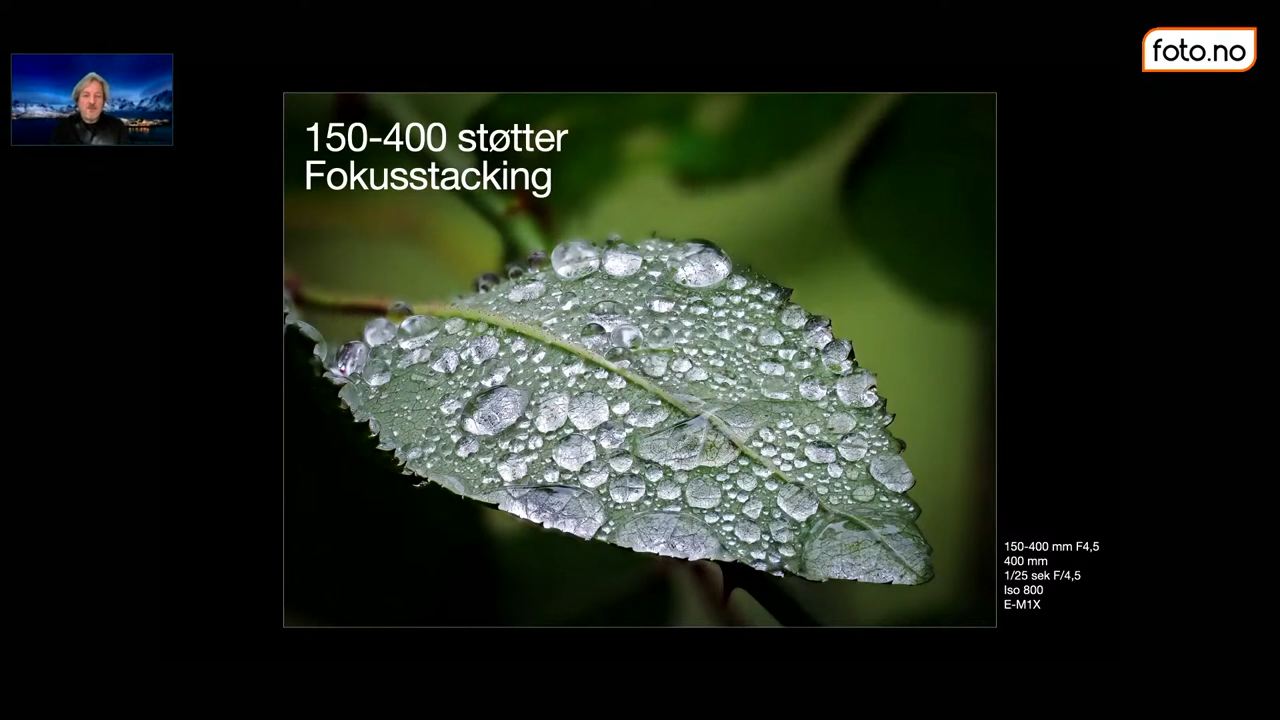 foto.no
150-400 støtter
Fokusstacking
150-400 mm F4,5
400 mm
1/25 sek F/4,5
Iso 800
E-M1X